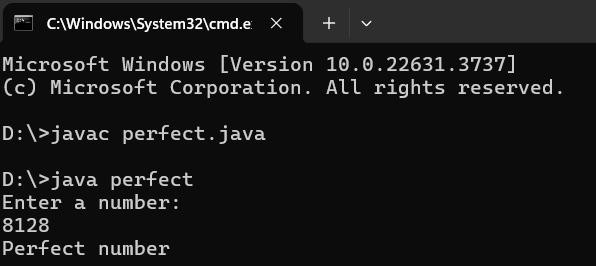 C:\Windows\System32\cmd.e
Microsoft Windows [Version 10.0.22631.3737]
(c) Microsoft Corporation. All rights reserved.
D:\>javac perfect.java
D:\>java perfect
Enter a number:
8128
Perfect number